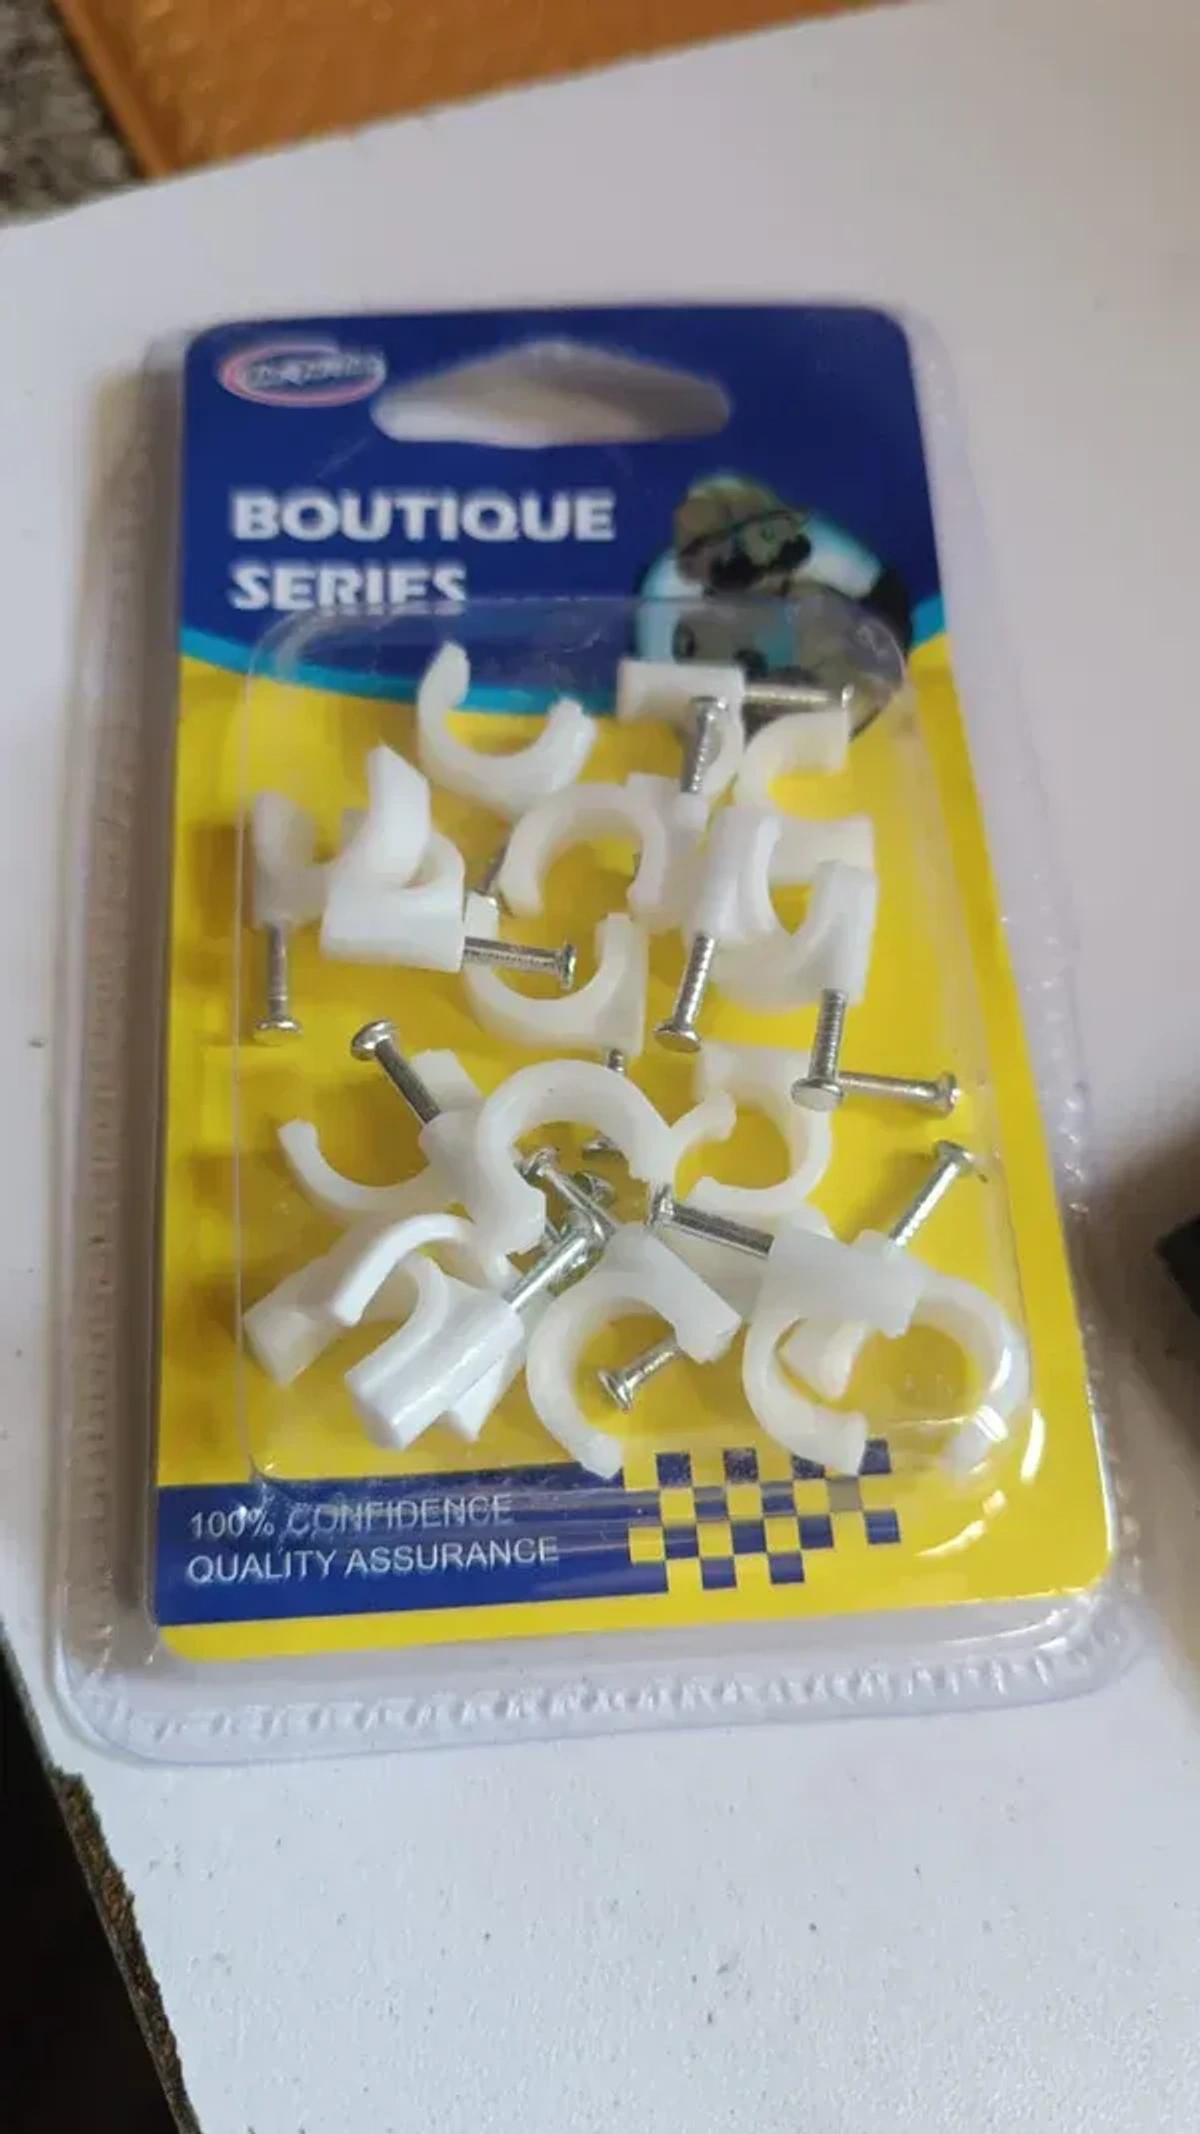 BOUTIQUE
SERIES
100% CONFIDENCE
QUALITY ASSURANCE